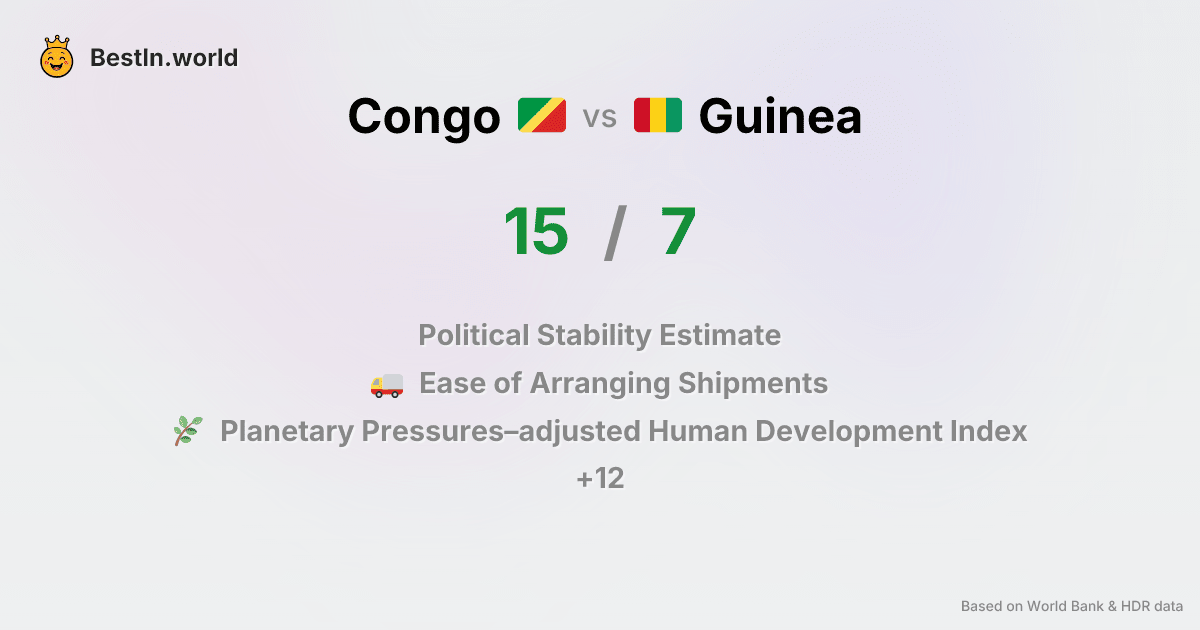 BestIn.world
Congo vs Guinea
15 / 7
Political Stability Estimate
Ease of Arranging Shipments
Planetary Pressures–adjusted Human Development Index
+12
Based on World Bank & HDR data